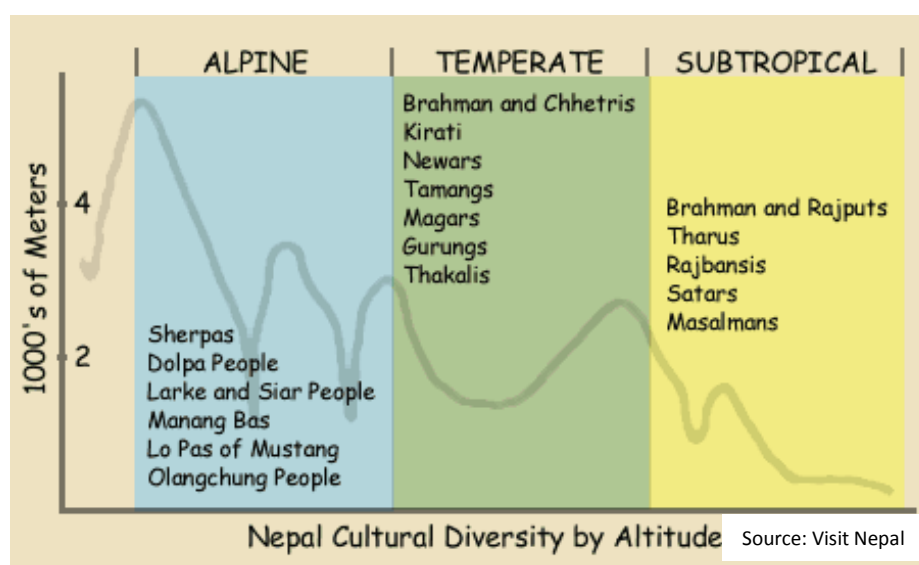 ALPINE
TEMPERATE
SUBTROPICAL
1000's of Meters
4
2
Sherpas
Dolpa People
Larke and Siar People
Manang Bas
Lo Pas of Mustang
Olangchung People
Brahman and Chhetris
Kirati
Newars
Tamangs
Magars
Gurungs
Thakalis
Brahman and Rajputs
Tharus
Rajbansis
Satars
Masalmans
Nepal Cultural Diversity by Altitude
Source: Visit Nepal